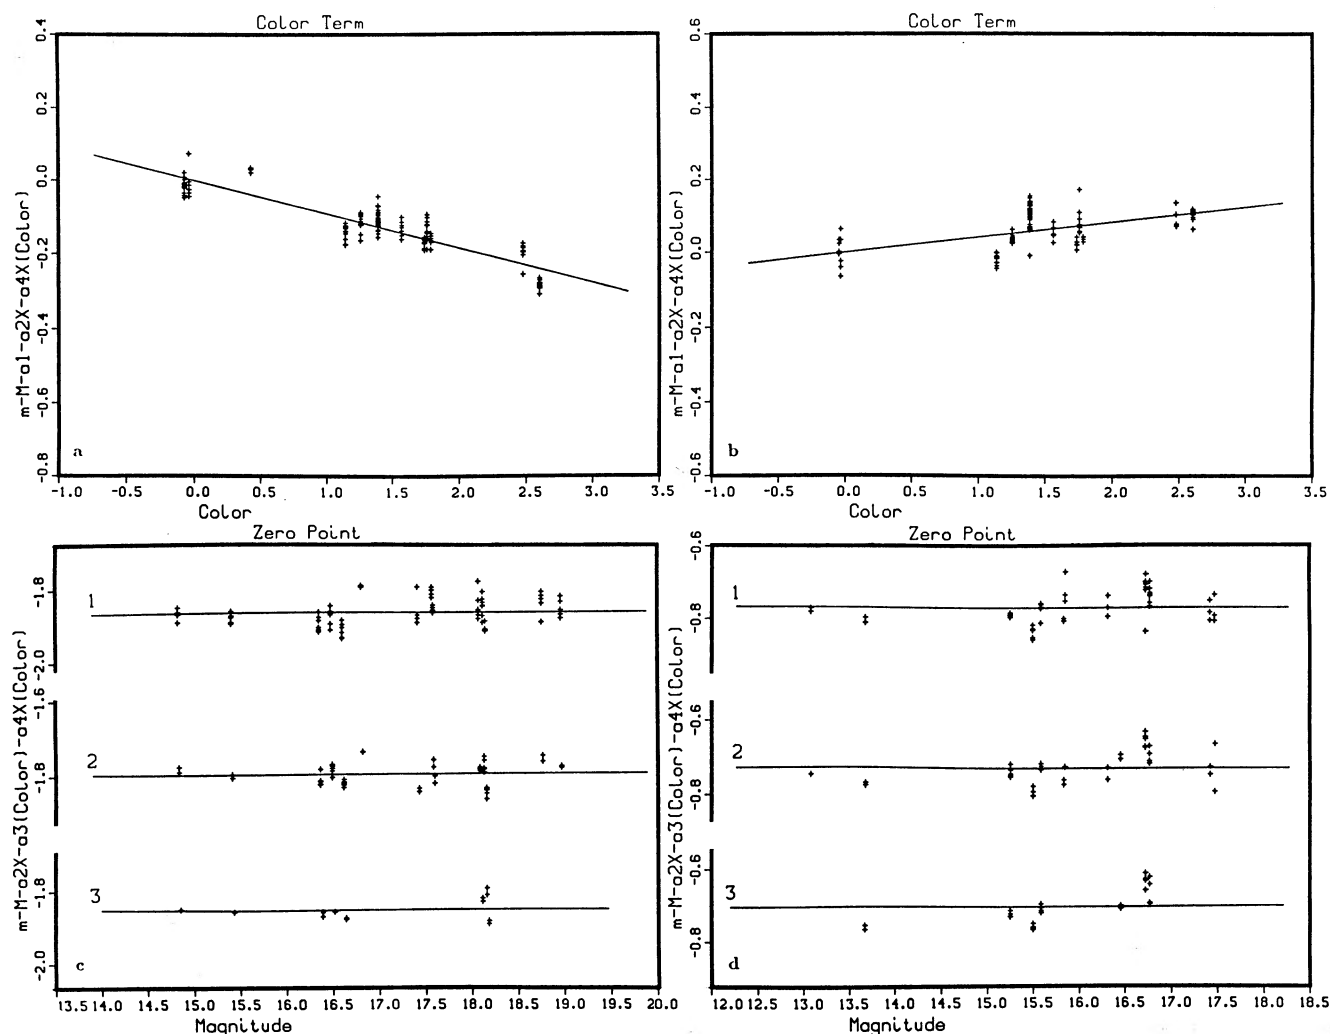 Color Term
0.4
0.2
0.0
-0.2
-0.4
-0.6
-0.8
m-M-a1-a2X-a4X(Color)
a
-1.0 -0.5 0.0 0.5 1.0 1.5 2.0 2.5 3.0 3.5
Color
Color Term
0.6
0.4
0.2
0.0
-0.2
-0.4
-0.6
m-M-a1-a2X-a4X(Color)
b
-1.0 -0.5 0.0 0.5 1.0 1.5 2.0 2.5 3.0 3.5
Color
Zero Point
-1.8
-2.0
-1.6
-1.8
-1.8
-2.0
m-M-a2X-a3(Color)-a4X(Color)
1
2
3
c
13.5 14.0 14.5 15.0 15.5 16.0 16.5 17.0 17.5 18.0 18.5 19.0 20.0
Magnitude
Zero Point
-0.6
-0.8
-0.6
-0.8
-0.6
-0.8
m-M-a2X-a3(Color)-a4X(Color)
1
2
3
d
12.0 12.5 13.0 13.5 14.0 14.5 15.0 15.5 16.0 16.5 17.0 17.5 18.0 18.5
Magnitude